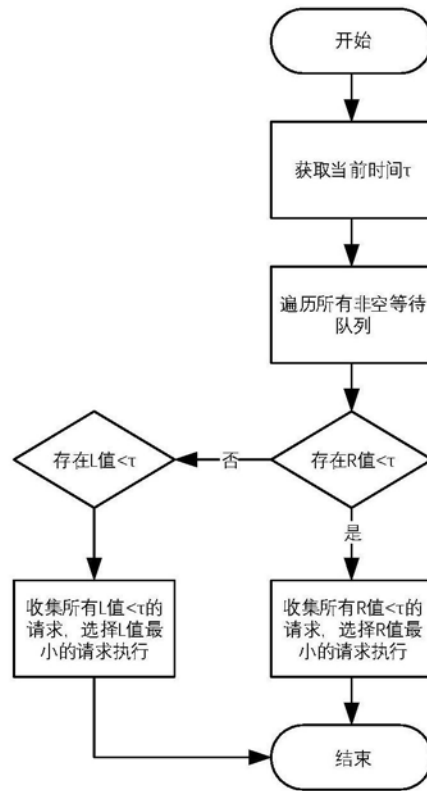 开始
获取当前时间τ
遍历所有非空等待
队列
存在L值<τ
否
存在R值<τ
是
收集所有L值<τ的
请求，选择L值最
小的请求执行
收集所有R值<τ的
请求，选择R值最
小的请求执行
结束